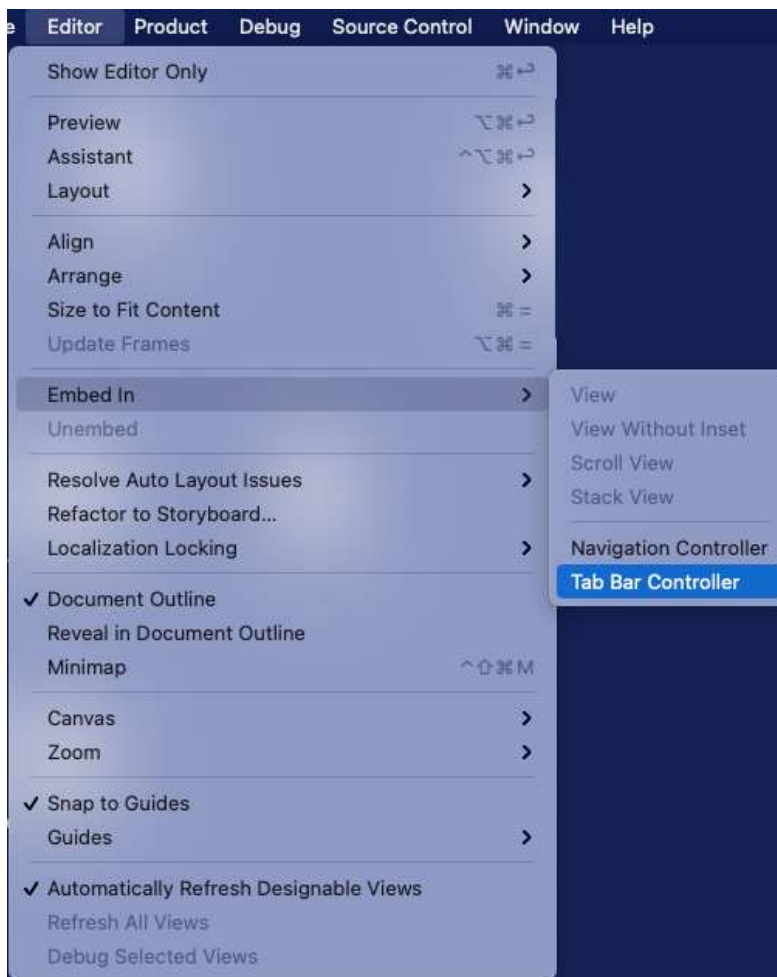 Editor Product Debug Source Control Window Help
Show Editor Only ⌘↩
Preview ⌥⌘↩
Assistant ^⌥⌘↩
Layout
Align
Arrange
Size to Fit Content ⌘=
Update Frames ⌥⌘=
Embed In
Unembed
Resolve Auto Layout Issues
Refactor to Storyboard...
Localization Locking
✓ Document Outline
Reveal in Document Outline
Minimap ^⇧⌘M
Canvas
Zoom
✓ Snap to Guides
Guides
✓ Automatically Refresh Designable Views
Refresh All Views
Debug Selected Views
View
View Without Inset
Scroll View
Stack View
Navigation Controller
Tab Bar Controller